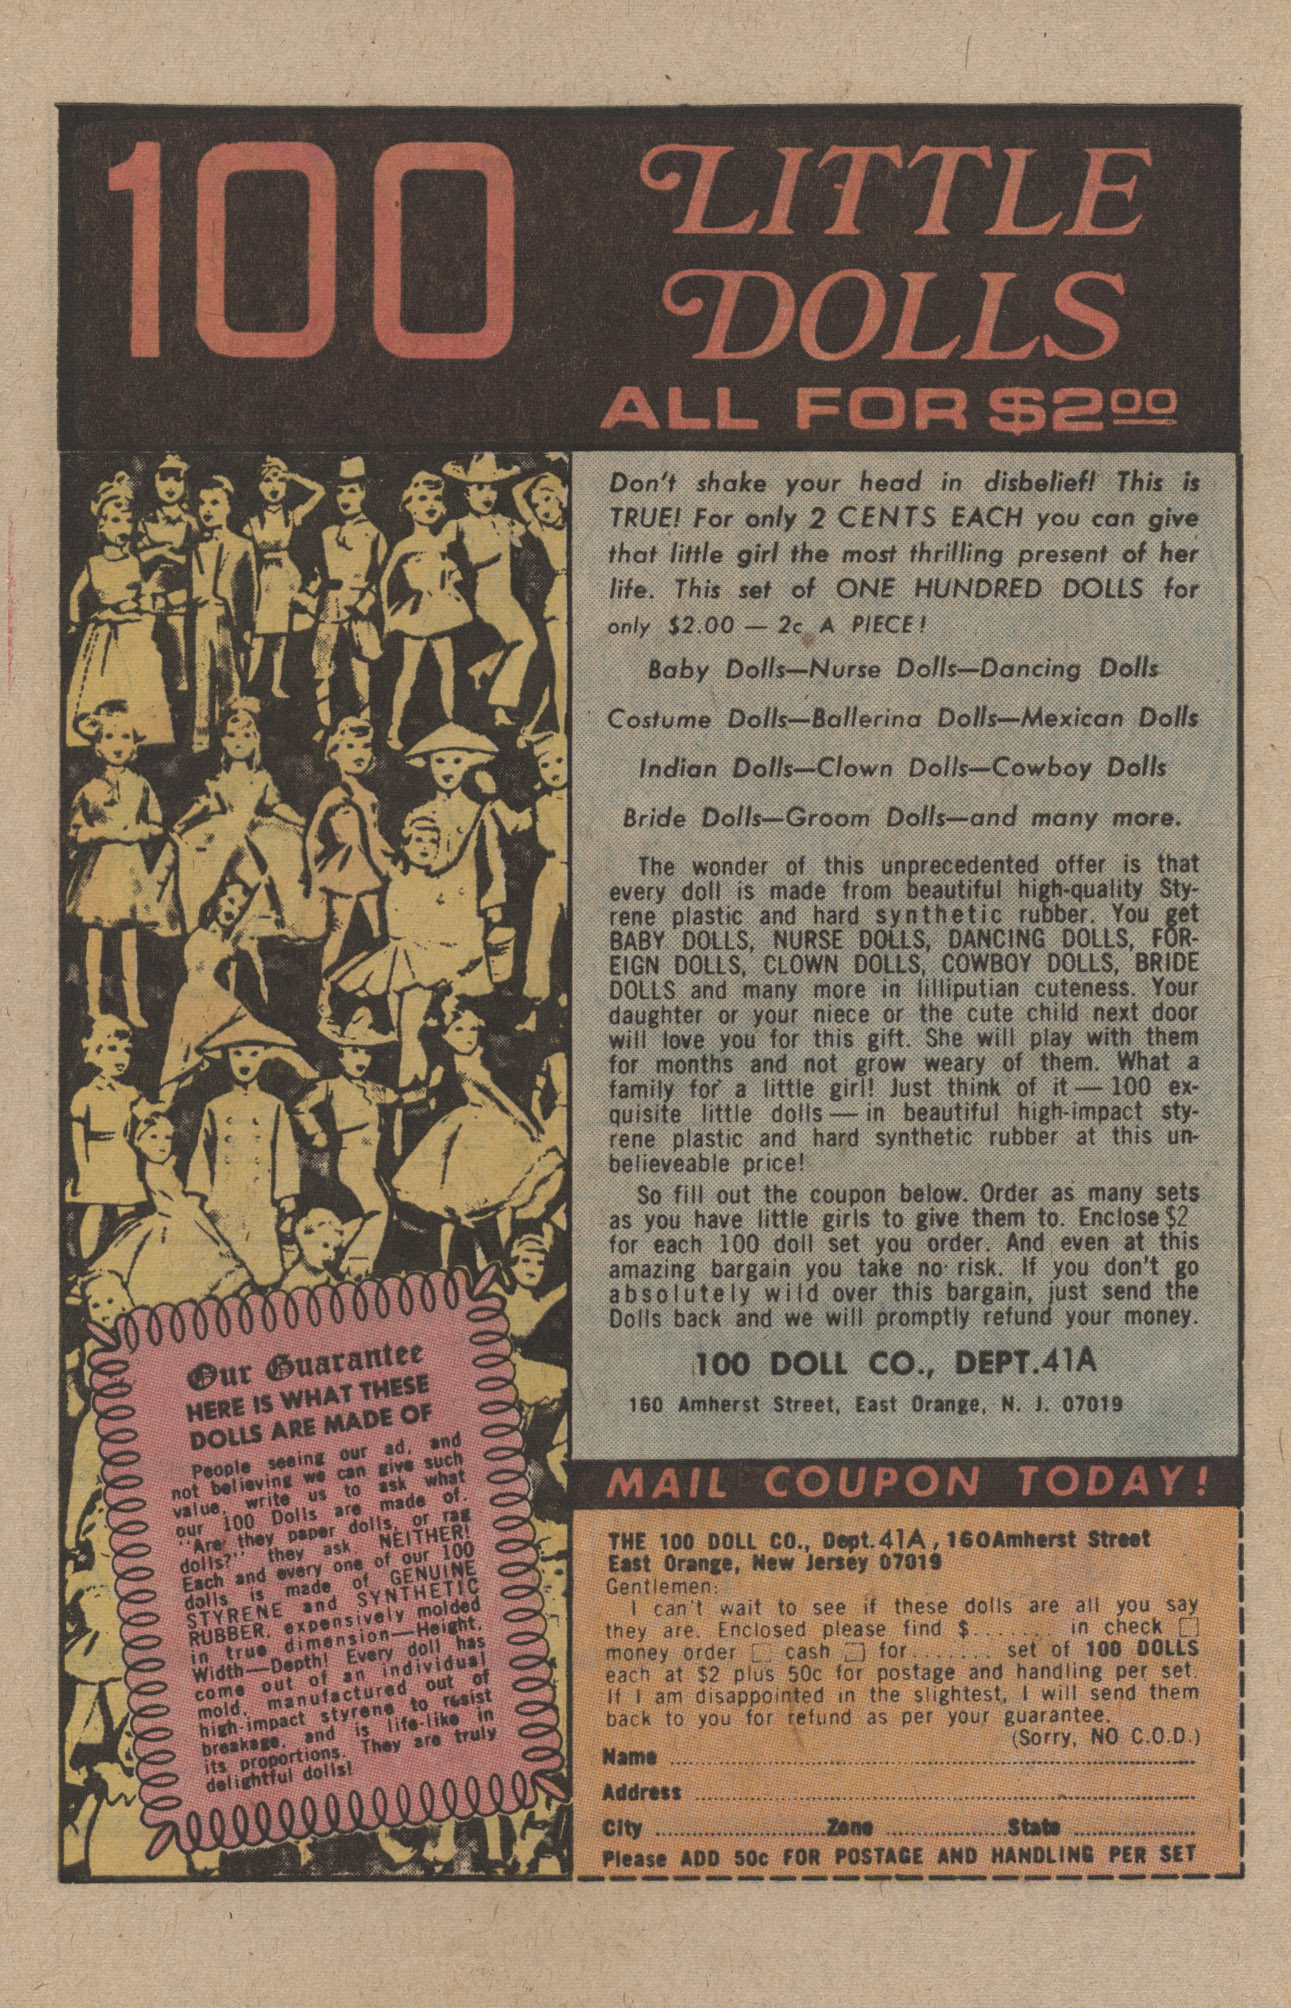 100
LITTLE
DOLLS
ALL FOR $2.00
Don't shake your head in disbelief! This is
TRUE! For only 2 CENTS EACH you can give
that little girl the most thrilling present of her
life. This set of ONE HUNDRED DOLLS for
only $2.00 — 2c A PIECE!
Baby Dolls—Nurse Dolls—Dancing Dolls
Costume Dolls—Ballerina Dolls—Mexican Dolls
Indian Dolls—Clown Dolls—Cowboy Dolls
Bride Dolls—Groom Dolls—and many more.
The wonder of this unprecedented offer is that
every doll is made from beautiful high-quality Sty-
rene plastic and hard synthetic rubber. You get
BABY DOLLS, NURSE DOLLS, DANCING DOLLS, FOR-
EIGN DOLLS, CLOWN DOLLS, COWBOY DOLLS, BRIDE
DOLLS and many more in lilliputian cuteness. Your
daughter or your niece or the cute child next door
will love you for this gift. She will play with them
for months and not grow weary of them. What a
family for a little girl! Just think of it — 100 ex-
quisite little dolls — in beautiful high-impact sty-
rene plastic and hard synthetic rubber at this un-
believeable price!
So fill out the coupon below. Order as many sets
as you have little girls to give them to. Enclose $2
for each 100 doll set you order. And even at this
amazing bargain you take no risk. If you don't go
absolutely wild over this bargain, just send the
Dolls back and we will promptly refund your money.
100 DOLL CO., DEPT. 41A
160 Amherst Street, East Orange, N. J. 07019
Our Guarantee
HERE IS WHAT THESE
DOLLS ARE MADE OF
People seeing our ad, and
not believing we can give such
value, write us to ask what
our 100 Dolls are made of.
"Are they paper dolls, or rag
dolls?" they ask. NEITHER!
Each and every one of our 100
dolls is made of GENUINE
STYRENE and SYNTHETIC
RUBBER, expensively molded
in true dimension—Height,
Width—Depth! Every doll has
come out of an individual
mold, manufactured out of
high-impact styrene to resist
breakage, and is life-like in
its proportions. They are truly
delightful dolls!
MAIL COUPON TODAY!
THE 100 DOLL CO., Dept. 41A, 160 Amherst Street
East Orange, New Jersey 07019
Gentlemen:
I can't wait to see if these dolls are all you say
they are. Enclosed please find $....... in check ☐
money order ☐ cash ☐ for....... set of 100 DOLLS
each at $2 plus 50c for postage and handling per set.
If I am disappointed in the slightest, I will send them
back to you for refund as per your guarantee.
(Sorry, NO C.O.D.)
Name
Address
City Zone State
Please ADD 50c FOR POSTAGE AND HANDLING PER SET